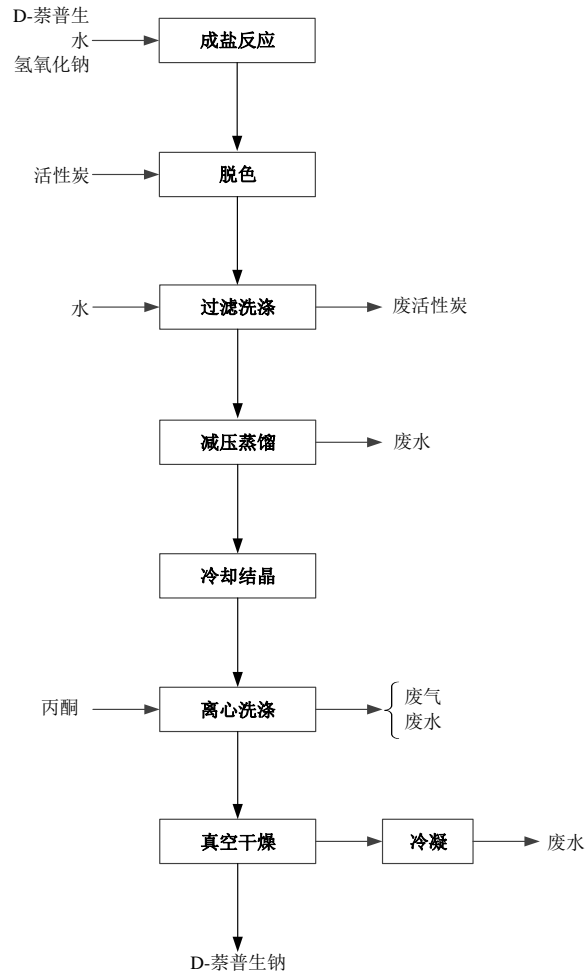 D-萘普生
水
氢氧化钠
成盐反应
活性炭
脱色
水
过滤洗涤
废活性炭
减压蒸馏
废水
冷却结晶
丙酮
离心洗涤
废气
废水
真空干燥
冷凝
废水
D-萘普生钠